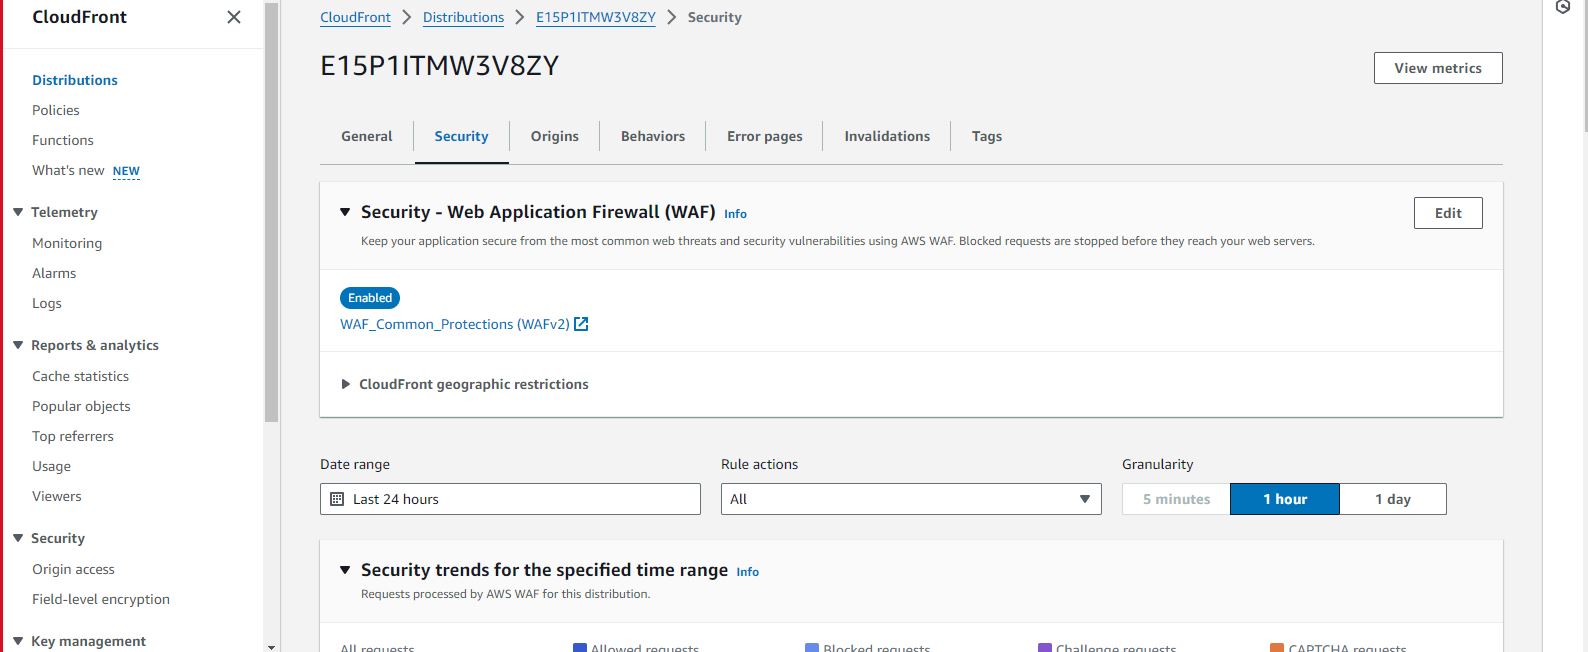 CloudFront
Distributions
Policies
Functions
What's new NEW
Telemetry
Monitoring
Alarms
Logs
Reports & analytics
Cache statistics
Popular objects
Top referrers
Usage
Viewers
Security
Origin access
Field-level encryption
Key management
CloudFront > Distributions > E15P1ITMW3V8ZY > Security
E15P1ITMW3V8ZY
View metrics
General Security Origins Behaviors Error pages Invalidations Tags
Security - Web Application Firewall (WAF) Info
Edit
Keep your application secure from the most common web threats and security vulnerabilities using AWS WAF. Blocked requests are stopped before they reach your web servers.
Enabled
WAF_Common_Protections (WAFv2)
CloudFront geographic restrictions
Date range
Last 24 hours
Rule actions
All
Granularity
5 minutes 1 hour 1 day
Security trends for the specified time range Info
Requests processed by AWS WAF for this distribution.
All requests Allowed requests Blocked requests Challenge requests CAPTCHA requests